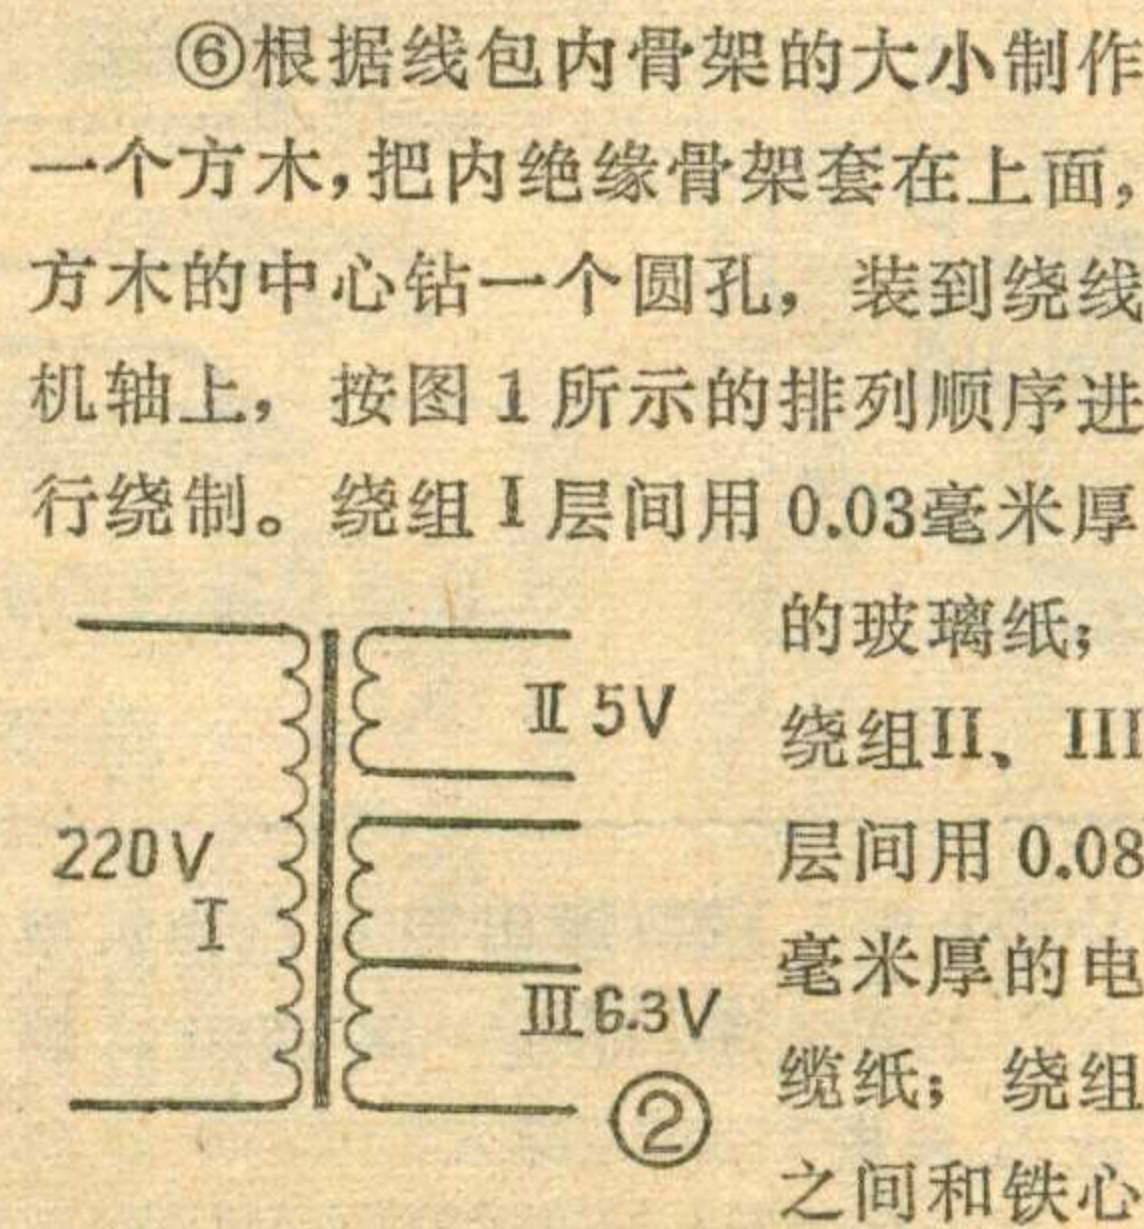 ⑥根据线包内骨架的大小制作
一个方木，把内绝缘骨架套在上面，
方木的中心钻一个圆孔，装到绕线
机轴上，按图1所示的排列顺序进
行绕制。绕组I层间用0.03毫米厚
的玻璃纸；
绕组II、III
层间用0.08
毫米厚的电
缆纸；绕组
之间和铁心
II 5V
220V
I
III 6.3V
②